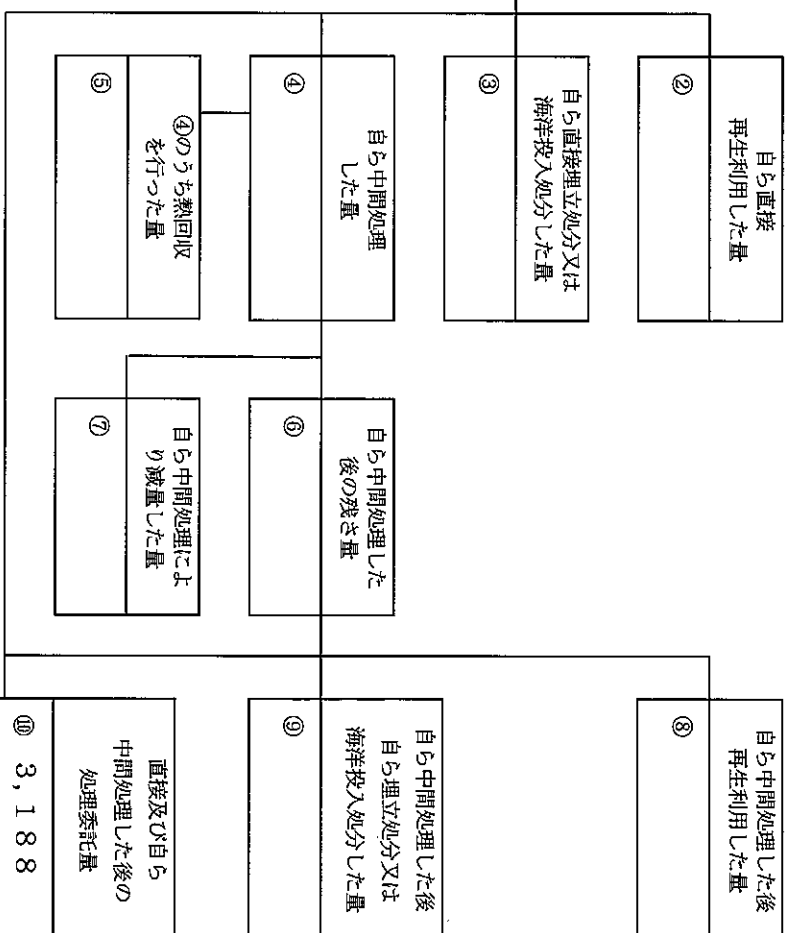 ② 自ら直接
再生利用した量
③ 自ら直接埋立処分又は
海洋投入処分した量
④ 自ら中間処理
した量
⑤ ④のうち熱回収
を行った量
⑥ 自ら中間処理した
後の残さ量
⑦ 自ら中間処理によ
り減量した量
⑧ 自ら中間処理した後
再生利用した量
⑨ 自ら中間処理した後
自ら埋立処分又は
海洋投入処分した量
直接及び自ら
中間処理した後の
処理委託量
⑩ 3,188